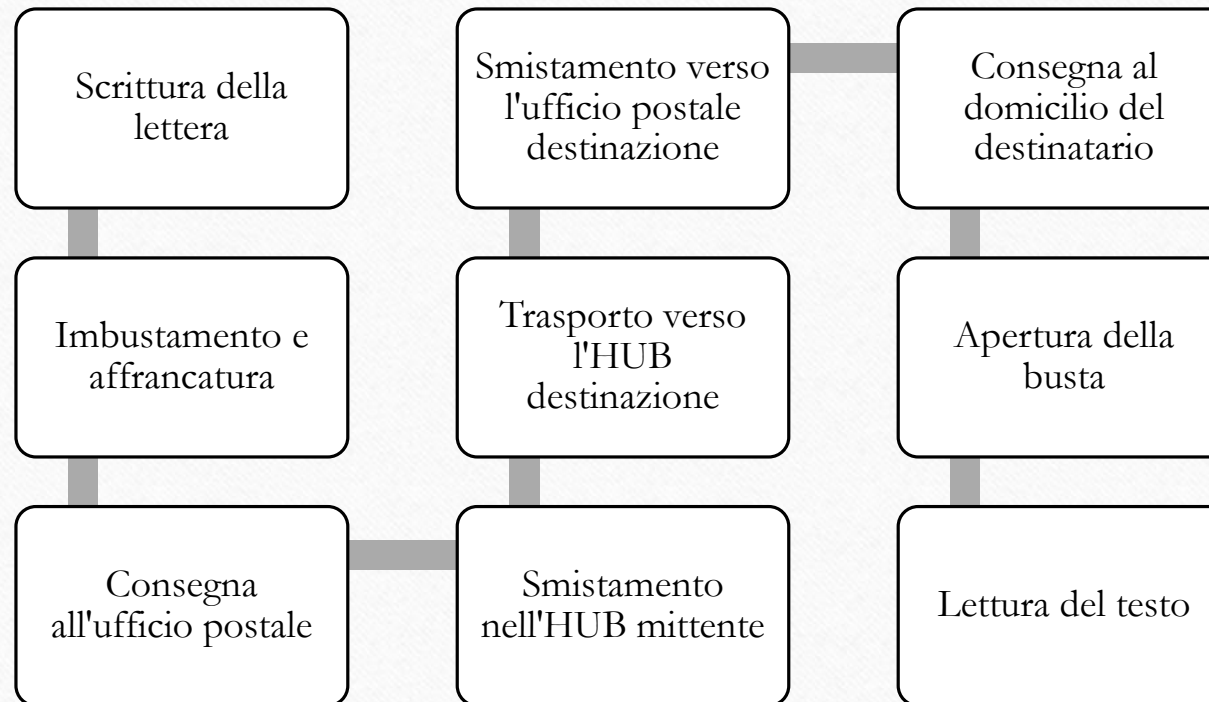 Scrittura della
lettera
Imbustamento e
affrancatura
Consegna
all'ufficio postale
Smistamento
nell'HUB mittente
Trasporto verso
l'HUB
destinazione
Smistamento verso
l'ufficio postale
destinazione
Consegna al
domicilio del
destinatario
Apertura della
busta
Lettura del testo